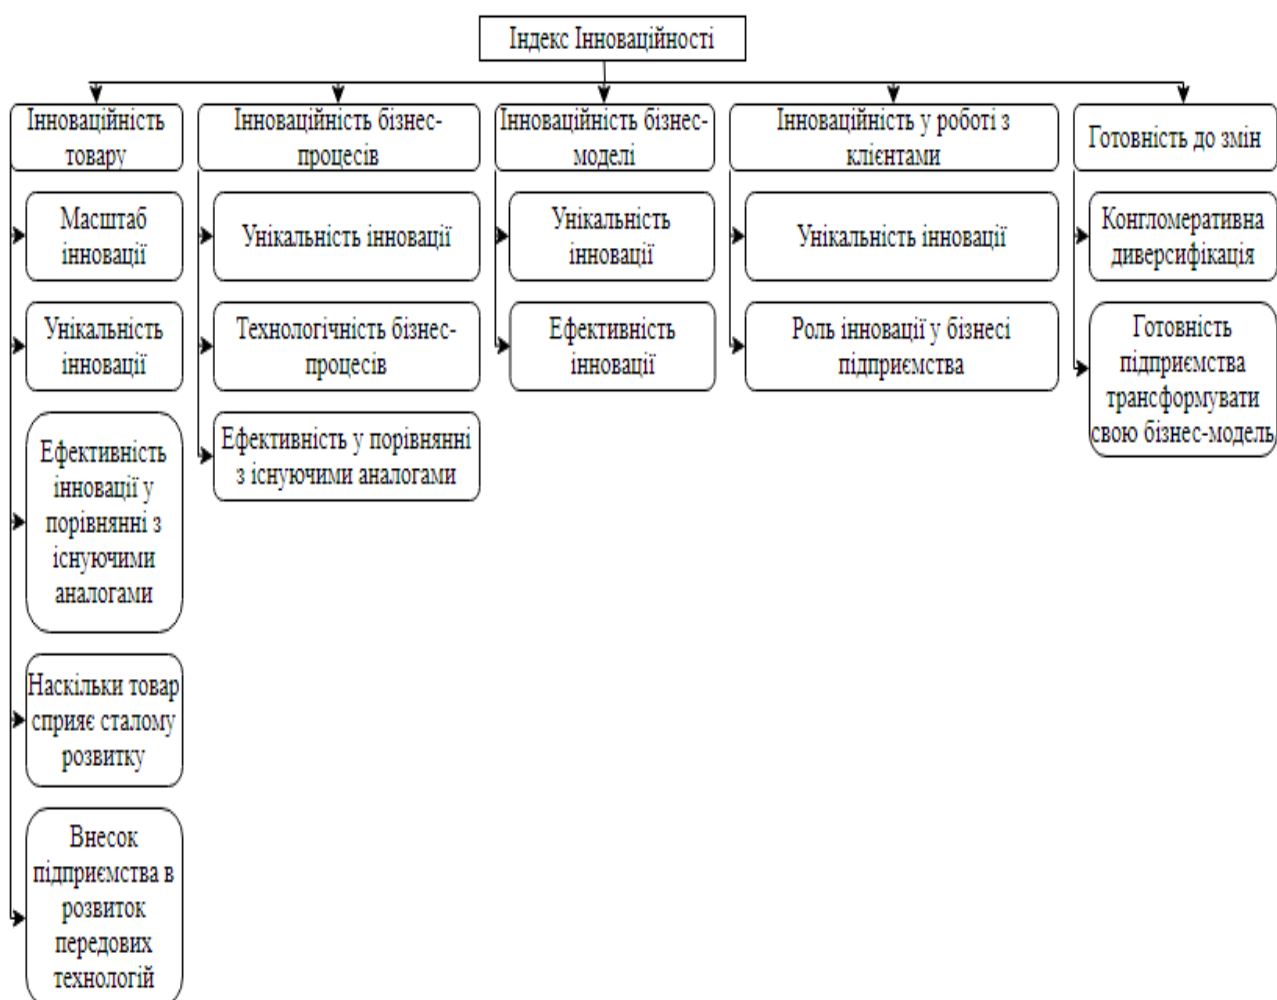 Індекс Інноваційності
Інноваційність
товару
Масштаб
інновації
Унікальність
інновації
Ефективність
інновації у
порівнянні з
існуючими
аналогами
Наскільки товар
сприяє сталому
розвитку
Внесок
підприємства в
розвиток
передових
технологій
Інноваційність бізнес-
процесів
Унікальність інновації
Технологічність бізнес-
процесів
Ефективність у порівнянні
з існуючими аналогами
Інноваційність бізнес-
моделі
Унікальність
інновації
Ефективність
інновації
Інноваційність у роботі з
клієнтами
Унікальність інновації
Роль інновації у бізнесі
підприємства
Готовність до змін
Конгломеративна
диверсифікація
Готовність
підприємства
трансформувати
свою бізнес-модель